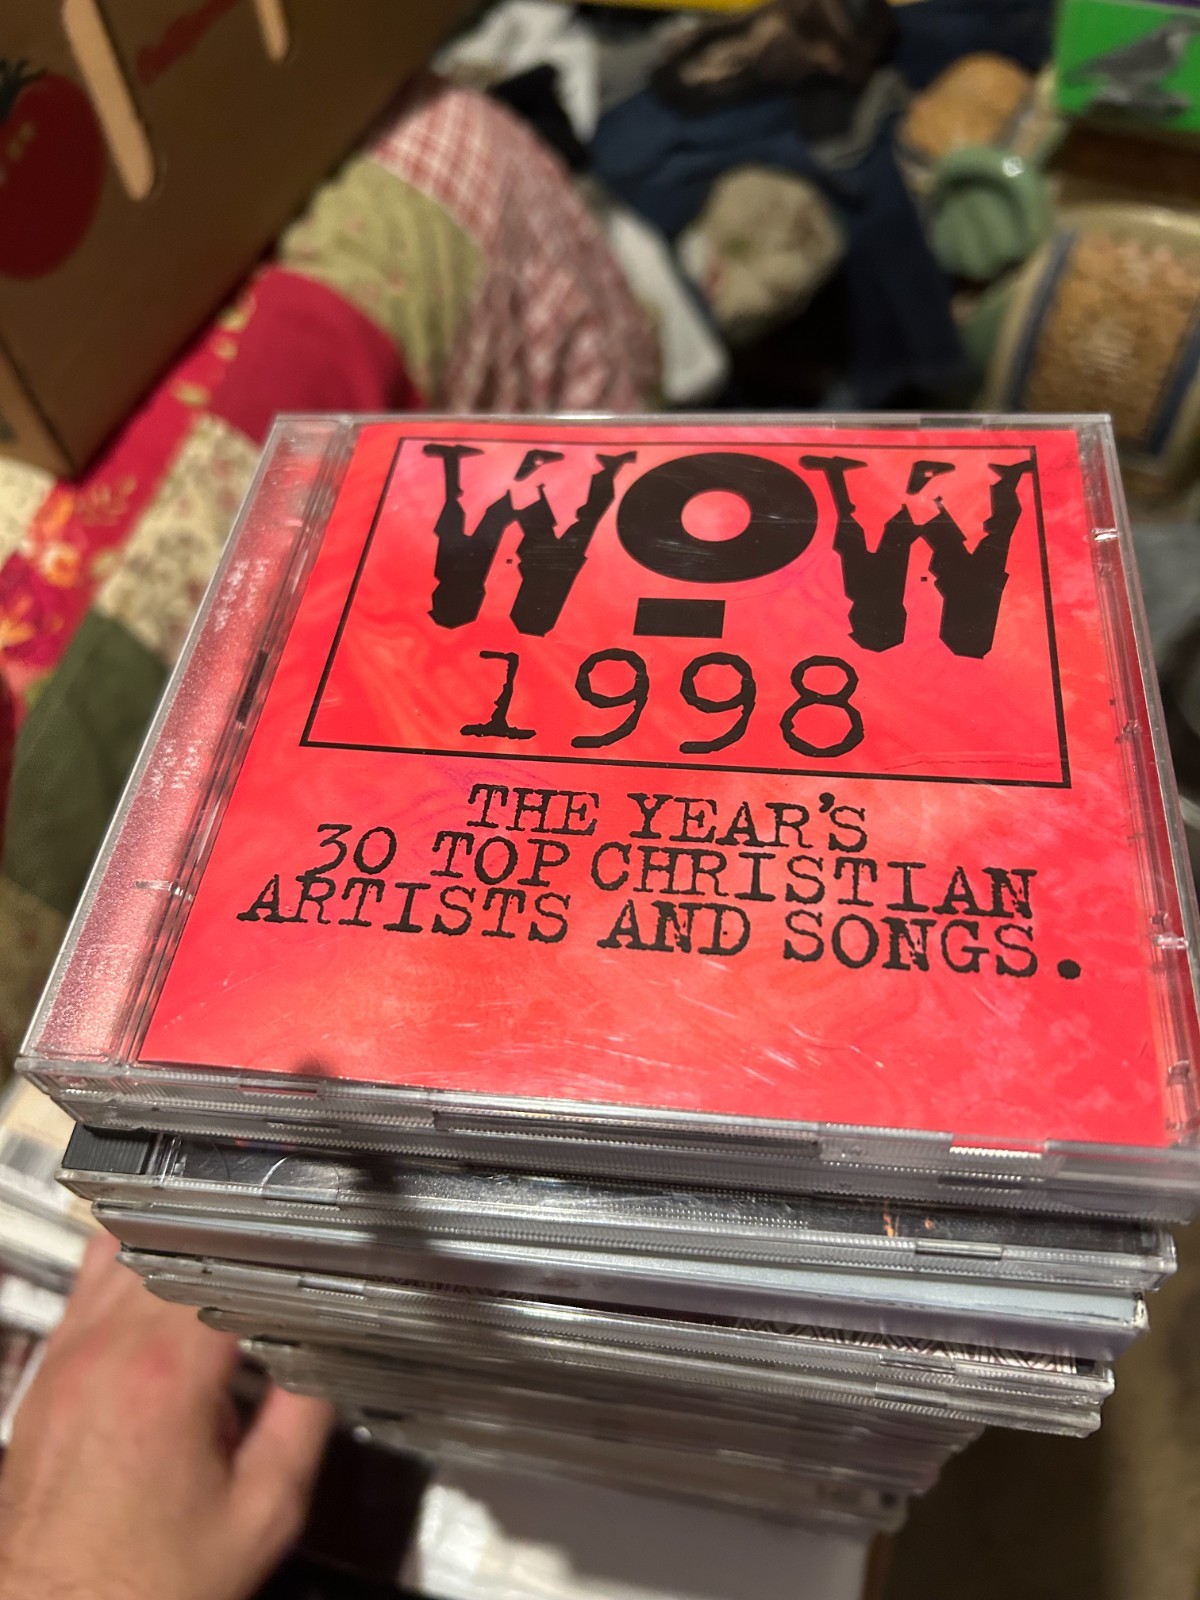 WOW
1998
THE YEAR'S
30 TOP CHRISTIAN
ARTISTS AND SONGS.